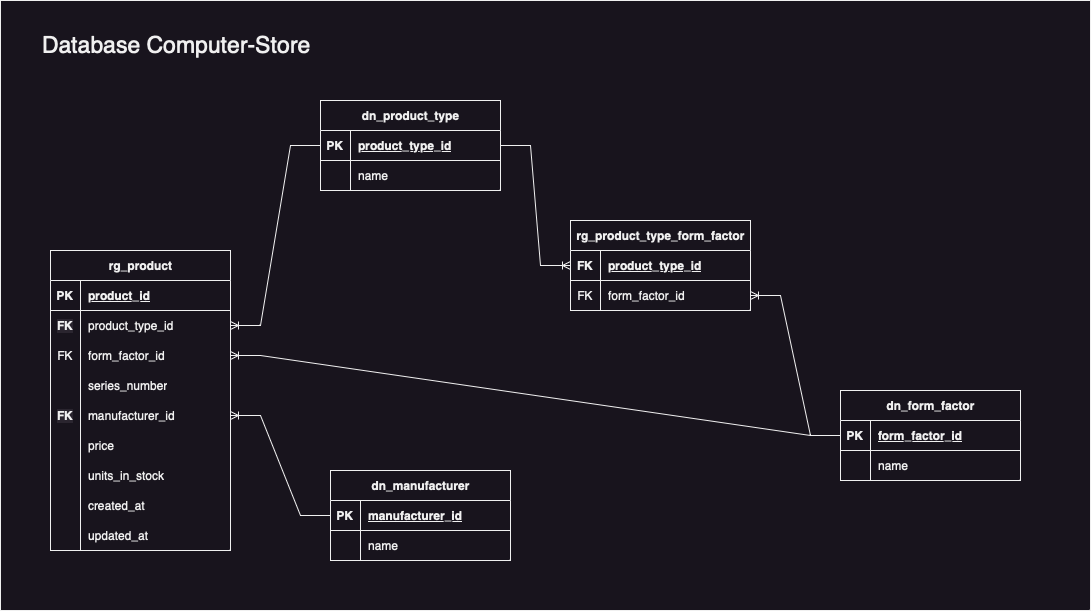 Database Computer-Store
dn_product_type
PK product_type_id
name
rg_product_type_form_factor
FK product_type_id
FK form_factor_id
rg_product
PK product_id
FK product_type_id
FK form_factor_id
series_number
FK manufacturer_id
price
units_in_stock
created_at
updated_at
dn_form_factor
PK form_factor_id
name
dn_manufacturer
PK manufacturer_id
name